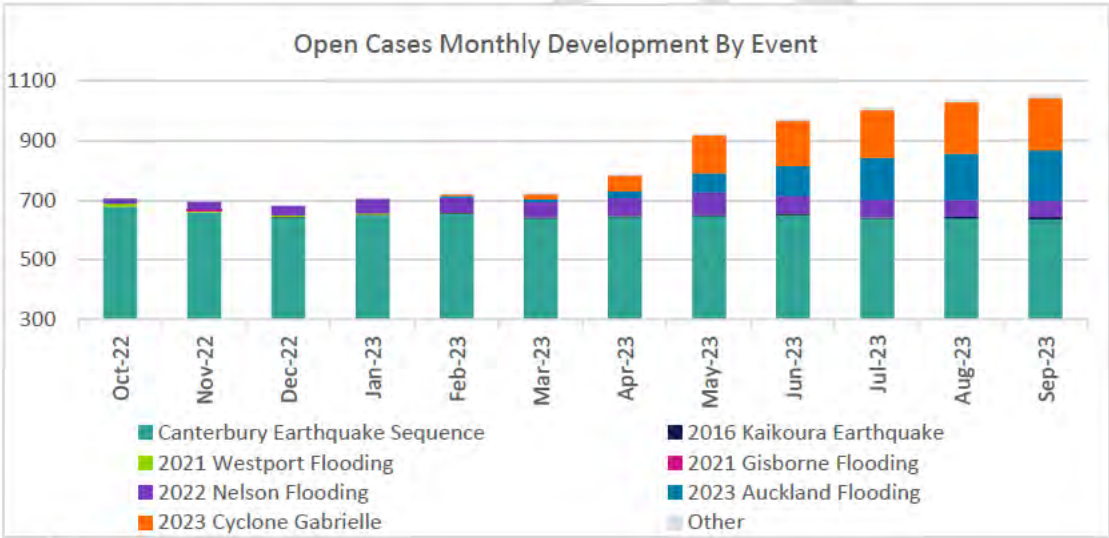 Open Cases Monthly Development By Event
1100
900
700
500
300
Oct-22 Nov-22 Dec-22 Jan-23 Feb-23 Mar-23 Apr-23 May-23 Jun-23 Jul-23 Aug-23 Sep-23
Canterbury Earthquake Sequence 2016 Kaikoura Earthquake
2021 Westport Flooding 2021 Gisborne Flooding
2022 Nelson Flooding 2023 Auckland Flooding
2023 Cyclone Gabrielle Other